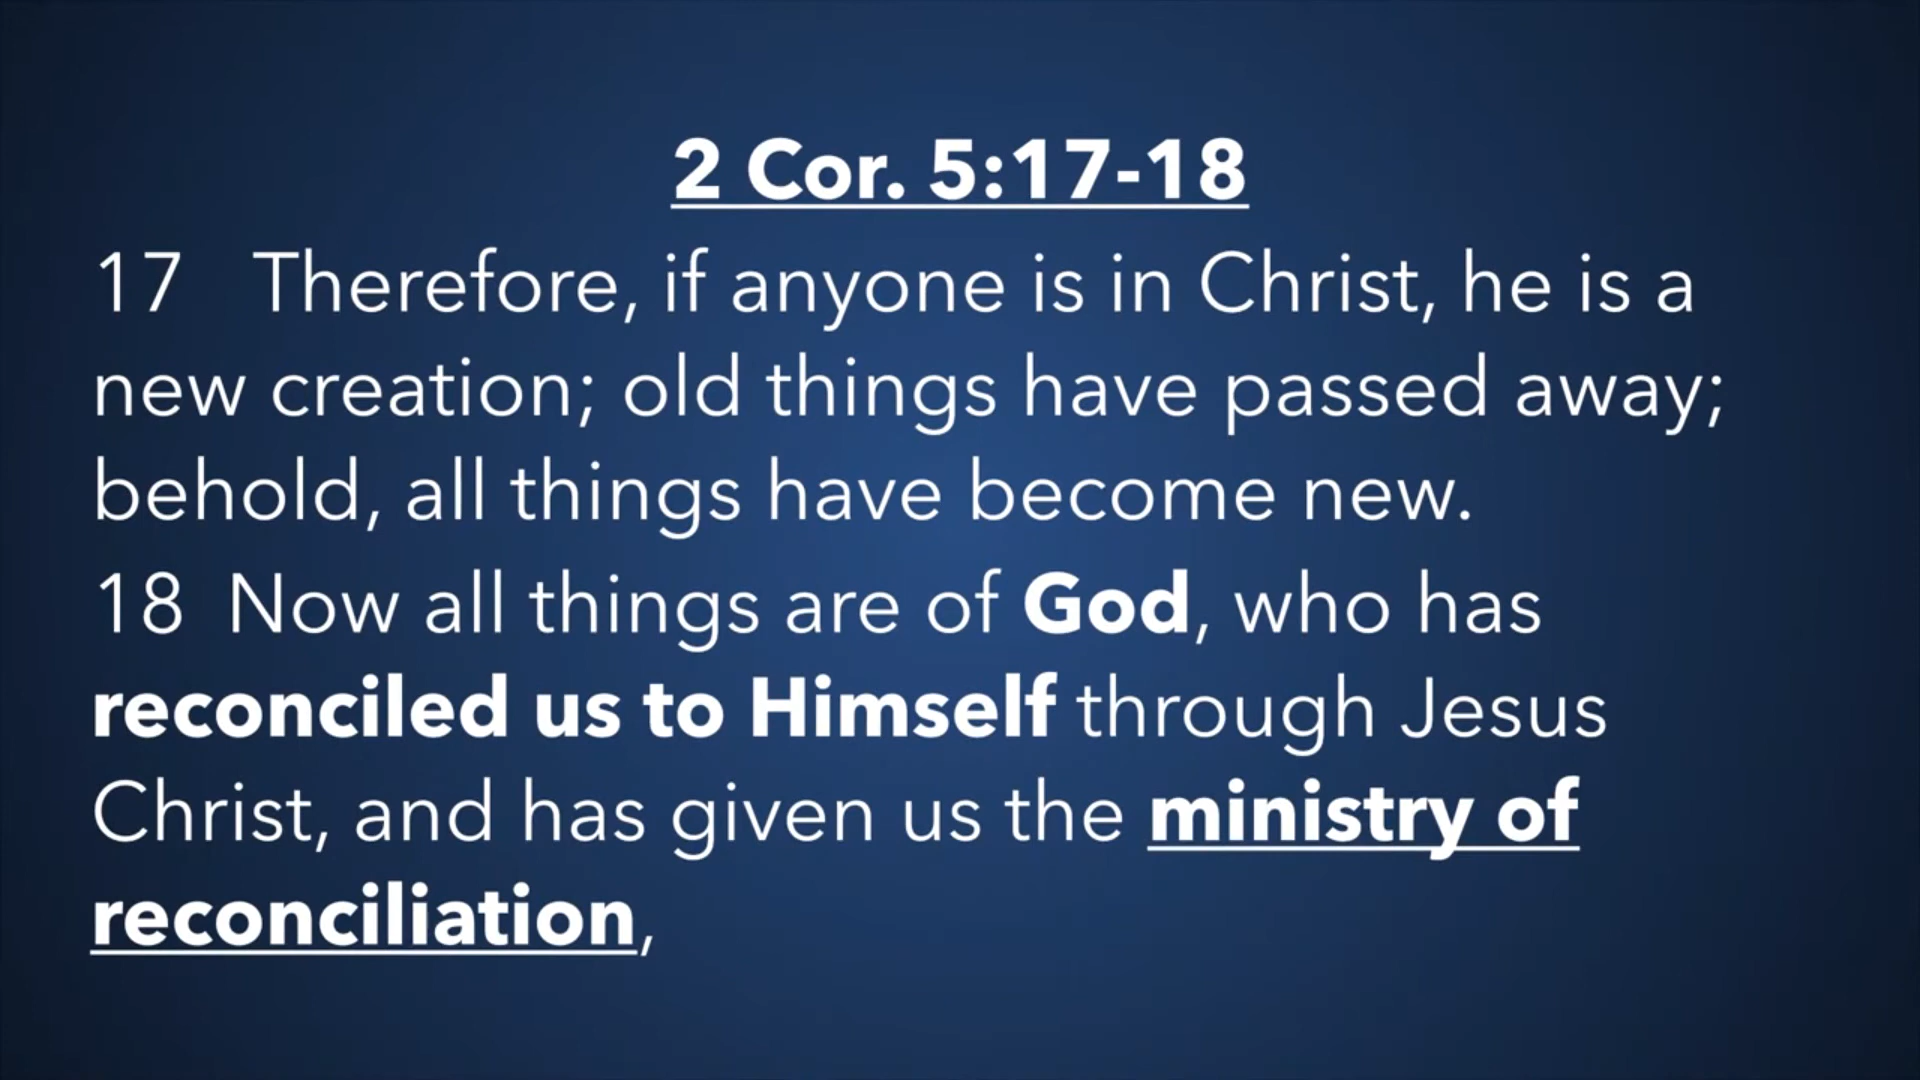 2 Cor. 5:17-18
17 Therefore, if anyone is in Christ, he is a
new creation; old things have passed away;
behold, all things have become new.
18 Now all things are of God, who has
reconciled us to Himself through Jesus
Christ, and has given us the ministry of
reconciliation,